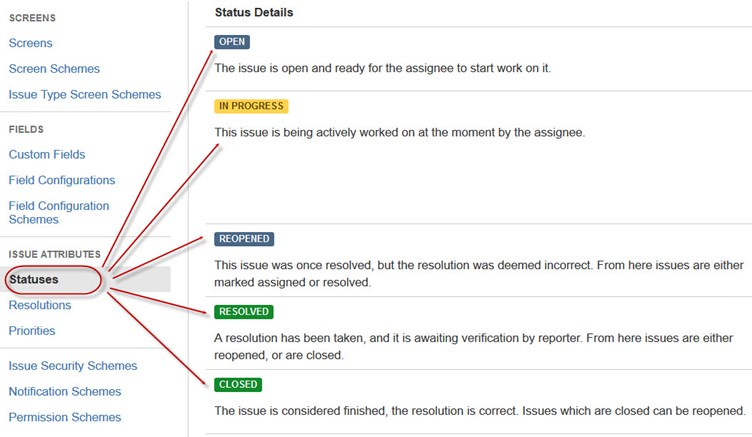 SCREENS
Screens
Screen Schemes
Issue Type Screen Schemes
FIELDS
Custom Fields
Field Configurations
Field Configuration
Schemes
ISSUE ATTRIBUTES
Statuses
Resolutions
Priorities
Issue Security Schemes
Notification Schemes
Permission Schemes
Status Details
OPEN
The issue is open and ready for the assignee to start work on it.
IN PROGRESS
This issue is being actively worked on at the moment by the assignee.
REOPENED
This issue was once resolved, but the resolution was deemed incorrect. From here issues are either
marked assigned or resolved.
RESOLVED
A resolution has been taken, and it is awaiting verification by reporter. From here issues are either
reopened, or are closed.
CLOSED
The issue is considered finished, the resolution is correct. Issues which are closed can be reopened.